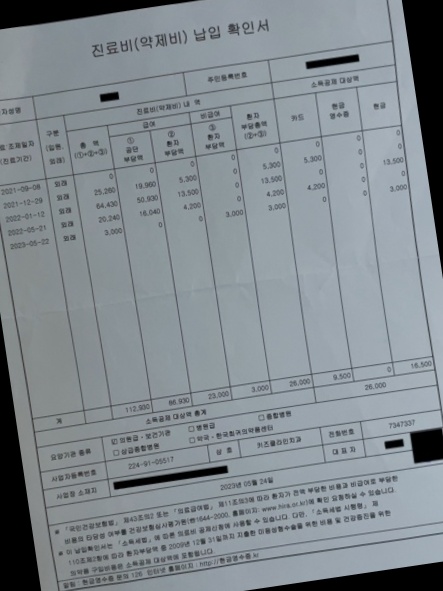 진료비(약제비) 납입 확인서
자성명 주민등록번호
진료비(약제비) 내 역 소득공제 대상액
조제일자 (진료기간) 구분 (입원, 외래) 총 액 (①+②+③) 급여 ① 공단 부담액 ② 환자 부담액 비급여 ③ 환자 부담액 환자 부담총액 (②+③) 카드 현금 영수증 현금
2021-09-08 외래 0 0 0 0 0 0 0 0
2021-12-29 외래 25,260 19,960 5,300 0 5,300 5,300 0 0
2022-01-12 외래 64,430 50,930 13,500 0 13,500 0 0 13,500
2022-05-21 외래 20,240 16,040 4,200 0 4,200 4,200 0 0
2023-05-22 외래 3,000 0 0 3,000 3,000 0 0 3,000
계 112,930 86,930 23,000 3,000 26,000 9,500 0 16,500
소득공제 대상액 총계 26,000
요양기관 종류 ☑ 의원급·보건기관 □ 병원급 □ 종합병원
□ 상급종합병원 □ 약국·한국희귀의약품센터
사업자등록번호 224-91-09517 상 호 키즈플라인치과 전화번호 7347337
사업장 소재지 대 표 자
2023년 05월 24일
※ 「국민건강보험법」 제43조의2 또는 「의료급여법」 제11조의3에 따라 환자가 전액 부담한 비용과 비급여로 부담한
비용의 타당성 여부를 건강보험심사평가원(☎1644-2000, 홈페이지: www.hira.or.kr)에 확인 요청하실 수 있습니다.
※ 이 납입확인서는 「소득세법」에 따른 의료비 공제신청에 사용할 수 있습니다. 다만, 「소득세법 시행령」 제
110조제2항에 따라 환자부담액 중 2009년 12월 31일까지 지출한 미용성형수술을 위한 비용 및 건강증진을 위한
의약품 구입비용은 소득공제대상액에 포함됩니다.
현금영수증 문의 126 인터넷 홈페이지 : http://현금영수증.kr